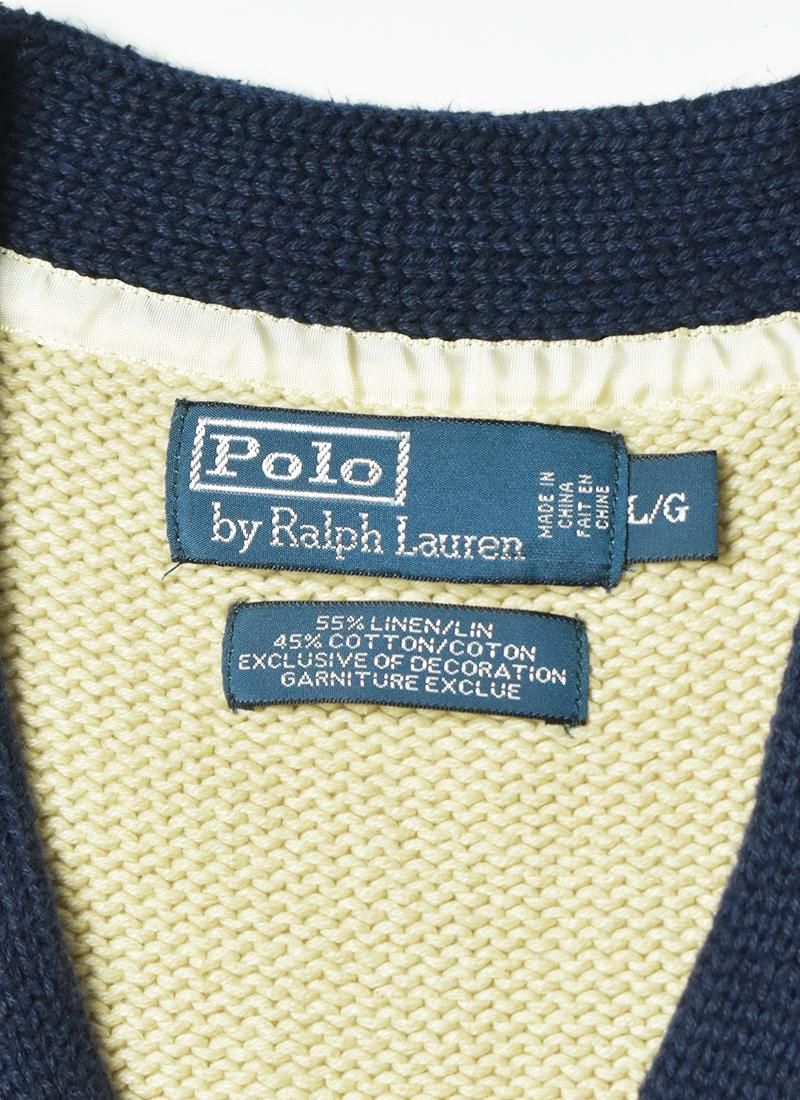 Polo
by Ralph Lauren
MADE IN
CHINA
FAIT EN
CHINE
L/G
55% LINEN/LIN
45% COTTON/COTON
EXCLUSIVE OF DECORATION
GARNITURE EXCLUE